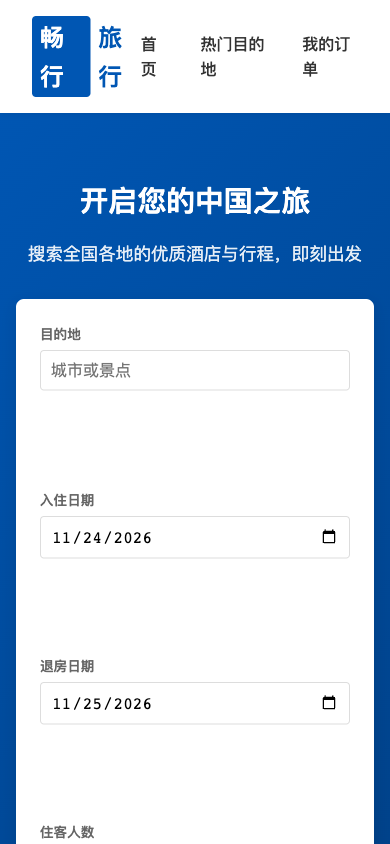 畅行 旅行
首页
热门目的地
我的订单
开启您的中国之旅
搜索全国各地的优质酒店与行程，即刻出发
目的地
城市或景点
入住日期
11/24/2026
退房日期
11/25/2026
住客人数